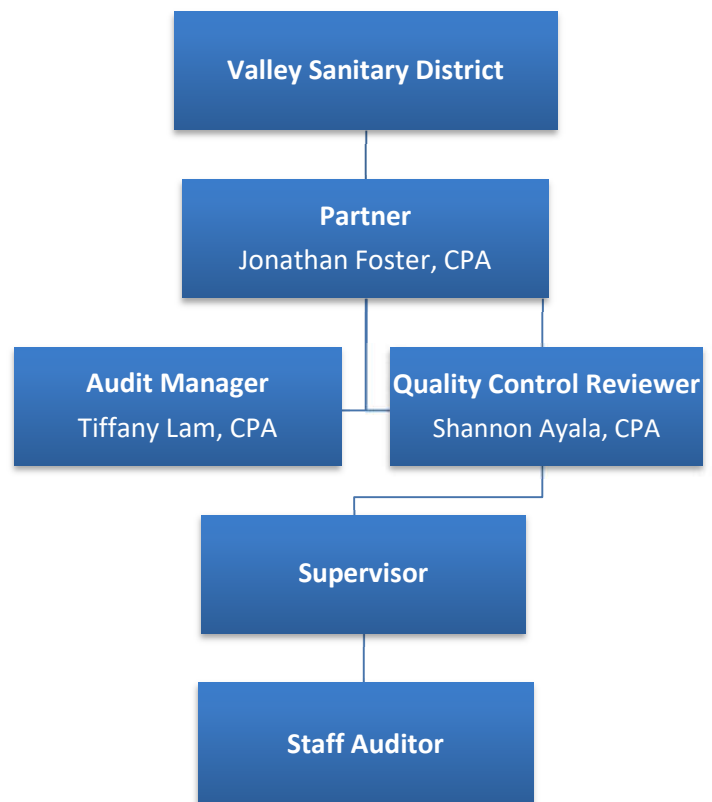 Valley Sanitary District
Partner
Jonathan Foster, CPA
Audit Manager
Tiffany Lam, CPA
Quality Control Reviewer
Shannon Ayala, CPA
Supervisor
Staff Auditor